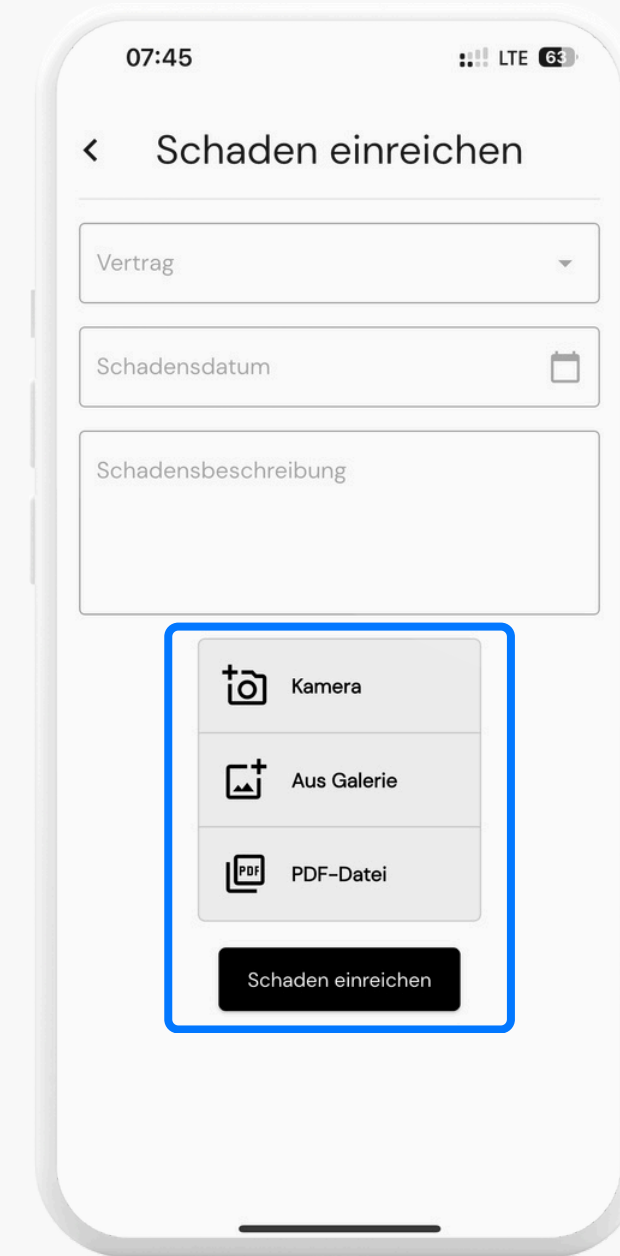 07:45
LTE 63
Schaden einreichen
Vertrag
Schadensdatum
Schadensbeschreibung
Kamera
Aus Galerie
PDF
PDF-Datei
Schaden einreichen